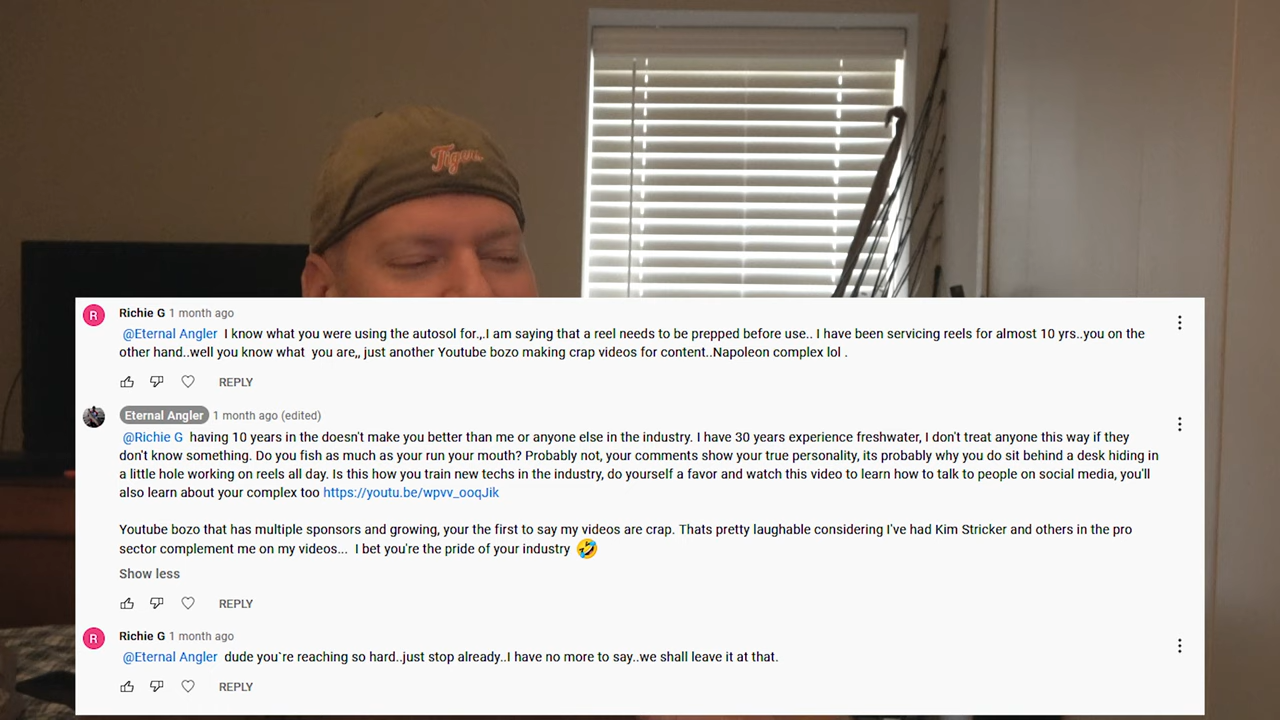 Tigers
Richie G 1 month ago
@Eternal Angler I know what you were using the autosol for.,.I am saying that a reel needs to be prepped before use.. I have been servicing reels for almost 10 yrs..you on the
other hand..well you know what you are,, just another Youtube bozo making crap videos for content..Napoleon complex lol .
REPLY
Eternal Angler 1 month ago (edited)
@Richie G having 10 years in the doesn't make you better than me or anyone else in the industry. I have 30 years experience freshwater, I don't treat anyone this way if they
don't know something. Do you fish as much as your run your mouth? Probably not, your comments show your true personality, its probably why you do sit behind a desk hiding in
a little hole working on reels all day. Is this how you train new techs in the industry, do yourself a favor and watch this video to learn how to talk to people on social media, you'll
also learn about your complex too https://youtu.be/wpvv_ooqJik
Youtube bozo that has multiple sponsors and growing, your the first to say my videos are crap. Thats pretty laughable considering I've had Kim Stricker and others in the pro
sector complement me on my videos... I bet you're the pride of your industry 🤣
Show less
REPLY
R
Richie G 1 month ago
@Eternal Angler dude you`re reaching so hard..just stop already..I have no more to say..we shall leave it at that.
REPLY